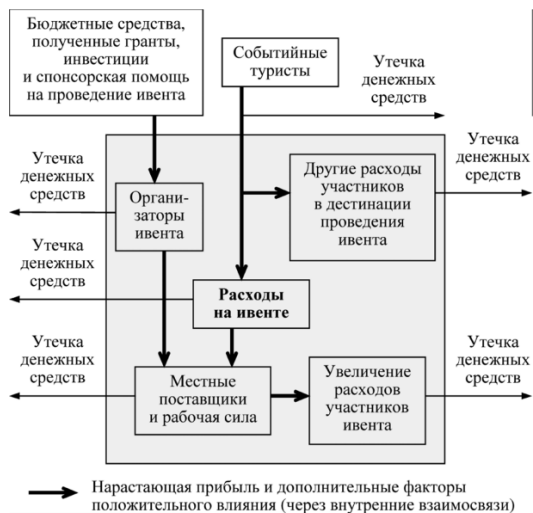 Бюджетные средства,
полученные гранты,
инвестиции
и спонсорская помощь
на проведение ивента
Событийные
туристы
Утечка
денежных
средств
Утечка
денежных
средств
Другие расходы
участников
в дестинации
проведения
ивента
Утечка
денежных
средств
Органи-
заторы
ивента
Утечка
денежных
средств
Расходы
на ивенте
Утечка
денежных
средств
Местные
поставщики
и рабочая сила
Увеличение
расходов
участников
ивента
Утечка
денежных
средств
Нарастающая прибыль и дополнительные факторы
положительного влияния (через внутренние взаимосвязи)